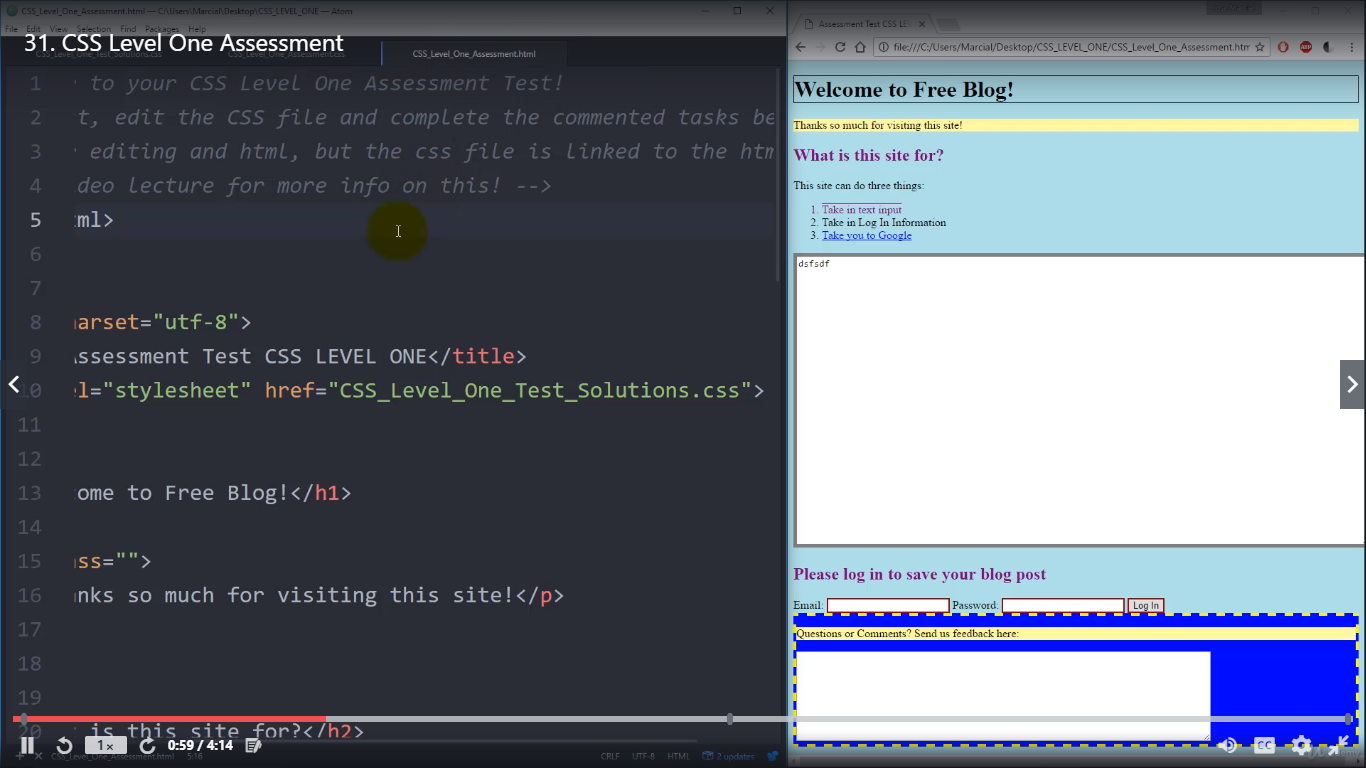 CSS_Level_One_Assessment.html — C:\Users\Marcial\Desktop\CSS_LEVEL_ONE — Atom
File Edit View Selection Find Packages Help
31. CSS Level One Assessment
CSS_Level_One_Test_Solutions.css
CSS_Level_One_Assessment.css
CSS_Level_One_Assessment.html
1 to your CSS Level One Assessment Test!
2 t, edit the CSS file and complete the commented tasks be
3 editing and html, but the css file is linked to the htm
4 deo lecture for more info on this! -->
5 ml>
6
7
8 arset="utf-8">
9 Assessment Test CSS LEVEL ONE</title>
10 el="stylesheet" href="CSS_Level_One_Test_Solutions.css">
11
12
13 ome to Free Blog!</h1>
14
15 ss="">
16 nks so much for visiting this site!</p>
17
18
19
20 is this site for?</h2>
1x
0:59 / 4:14
CSS_Level_One_Assessment.html 5:16
CRLF UTF-8 HTML 2 updates
Assessment Test CSS LE
file:///C:/Users/Marcial/Desktop/CSS_LEVEL_ONE/CSS_Level_One_Assessment.htm
ABP
Welcome to Free Blog!
Thanks so much for visiting this site!
What is this site for?
This site can do three things:
1. Take in text input
2. Take in Log In Information
3. Take you to Google
dsfsdf
Please log in to save your blog post
Email: Password: Log In
Questions or Comments? Send us feedback here:
CC